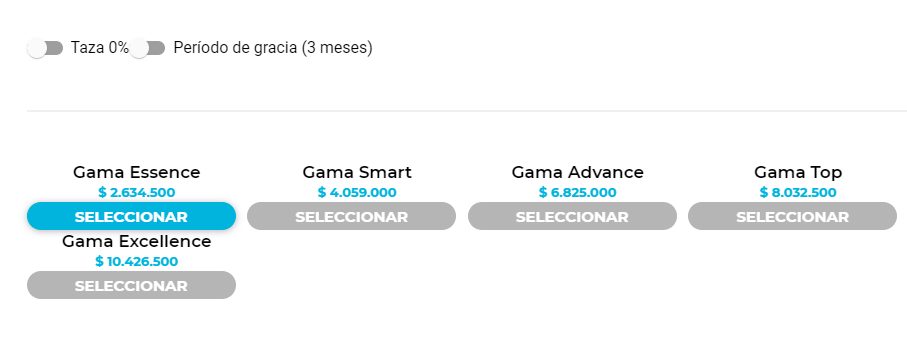 Taza 0% Período de gracia (3 meses)
Gama Essence Gama Smart Gama Advance Gama Top
$ 2.634.500 $ 4.059.000 $ 6.825.000 $ 8.032.500
SELECCIONAR SELECCIONAR SELECCIONAR SELECCIONAR
Gama Excellence
$ 10.426.500
SELECCIONAR